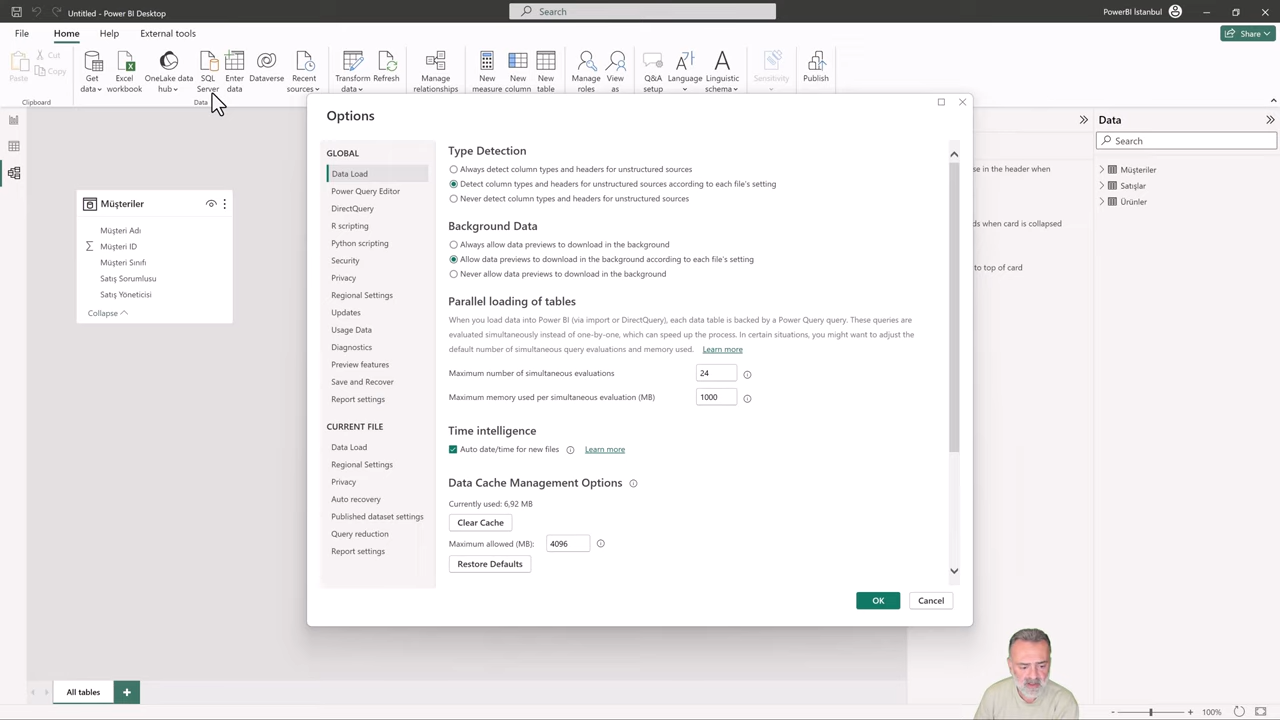 Untitled - Power BI Desktop
Search
PowerBI İstanbul
File
Home
Help
External tools
Share
Paste
Cut
Copy
Clipboard
Get data
Excel workbook
OneLake data hub
SQL Server
Enter data
Dataverse
Recent sources
Data
Transform data
Refresh
Manage relationships
New measure
New column
New table
Manage roles
View as
Q&A setup
Language
Linguistic schema
Sensitivity
Publish
Müşteriler
Müşteri Adı
Müşteri ID
Müşteri Sınıfı
Satış Sorumlusu
Satış Yöneticisi
Collapse
Options
GLOBAL
Data Load
Power Query Editor
DirectQuery
R scripting
Python scripting
Security
Privacy
Regional Settings
Updates
Usage Data
Diagnostics
Preview features
Save and Recover
Report settings
CURRENT FILE
Data Load
Regional Settings
Privacy
Auto recovery
Published dataset settings
Query reduction
Report settings
Type Detection
Always detect column types and headers for unstructured sources
Detect column types and headers for unstructured sources according to each file's setting
Never detect column types and headers for unstructured sources
Background Data
Always allow data previews to download in the background
Allow data previews to download in the background according to each file's setting
Never allow data previews to download in the background
Parallel loading of tables
When you load data into Power BI (via import or DirectQuery), each data table is backed by a Power Query query. These queries are
evaluated simultaneously instead of one-by-one, which can speed up the process. In certain situations, you might want to adjust the
default number of simultaneous query evaluations and memory used. Learn more
Maximum number of simultaneous evaluations 24
Maximum memory used per simultaneous evaluation (MB) 1000
Time intelligence
Auto date/time for new files Learn more
Data Cache Management Options
Currently used: 6,92 MB
Clear Cache
Maximum allowed (MB): 4096
Restore Defaults
OK
Cancel
se in the header when
ds when card is collapsed
to top of card
Data
Search
Müşteriler
Satışlar
Ürünler
All tables
100%